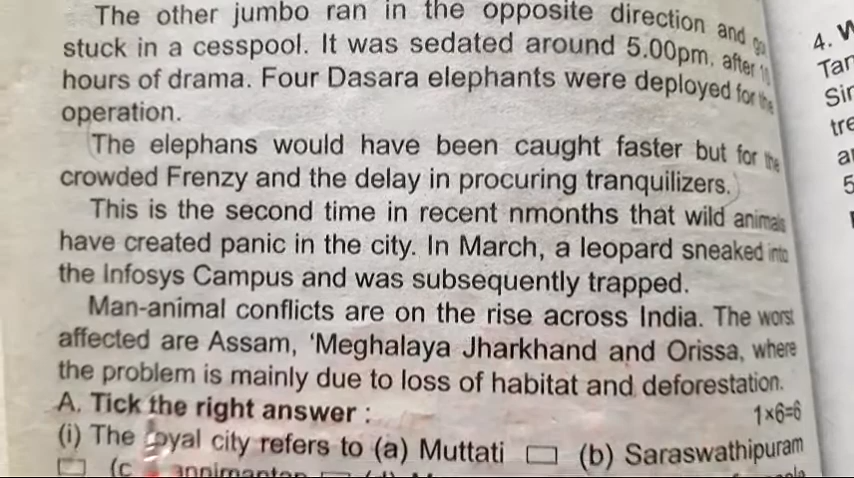 The other jumbo ran in the opposite direction and
stuck in a cesspool. It was sedated around 5.00pm, after 10
hours of drama. Four Dasara elephants were deployed for the
operation.
The elephans would have been caught faster but for the
crowded Frenzy and the delay in procuring tranquilizers.
This is the second time in recent nmonths that wild animals
have created panic in the city. In March, a leopard sneaked into
the Infosys Campus and was subsequently trapped.
Man-animal conflicts are on the rise across India. The worst
affected are Assam, 'Meghalaya Jharkhand and Orissa, where
the problem is mainly due to loss of habitat and deforestation.
A. Tick the right answer : 1×6=6
(i) The royal city refers to (a) Muttati □ (b) Saraswathipuram
□ (c
4.
5